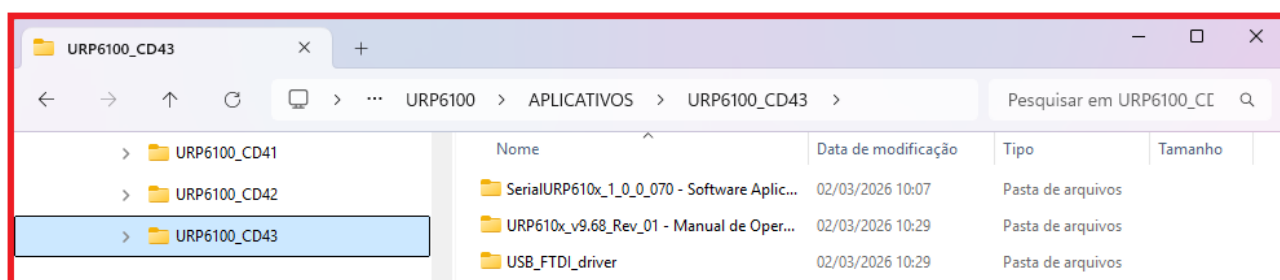 URP6100_CD43
URP6100 > APLICATIVOS > URP6100_CD43 >
Pesquisar em URP6100_CE
URP6100_CD41
URP6100_CD42
URP6100_CD43
Nome Data de modificação Tipo Tamanho
SerialURP610x_1_0_0_070 - Software Aplic... 02/03/2026 10:07 Pasta de arquivos
URP610x_v9.68_Rev_01 - Manual de Oper... 02/03/2026 10:29 Pasta de arquivos
USB_FTDI_driver 02/03/2026 10:29 Pasta de arquivos